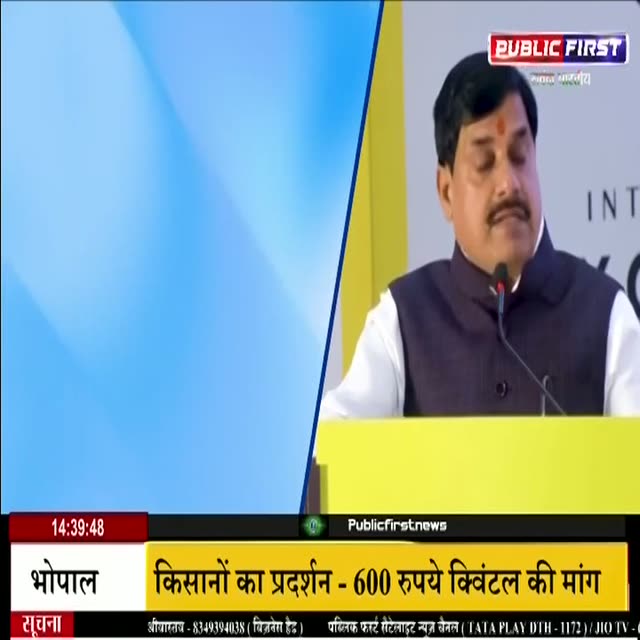 PUBLIC FIRST
INT
14:39:48
Publicfirstnews
भोपाल
किसानों का प्रदर्शन - 600 रुपये क्विंटल की मांग
सूचना
श्रीवास्तव - 8349394038 ( बिज़नेस हैड ) पब्लिक फर्स्ट सैटेलाइट न्यूज़ चैनल ( TATA PLAY DTH - 1172 ) / JIO TV -